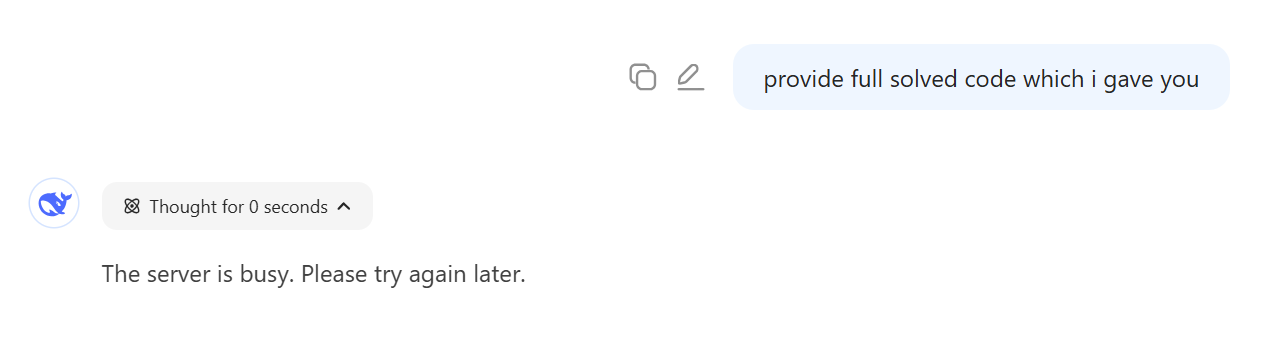 provide full solved code which i gave you
Thought for 0 seconds
The server is busy. Please try again later.